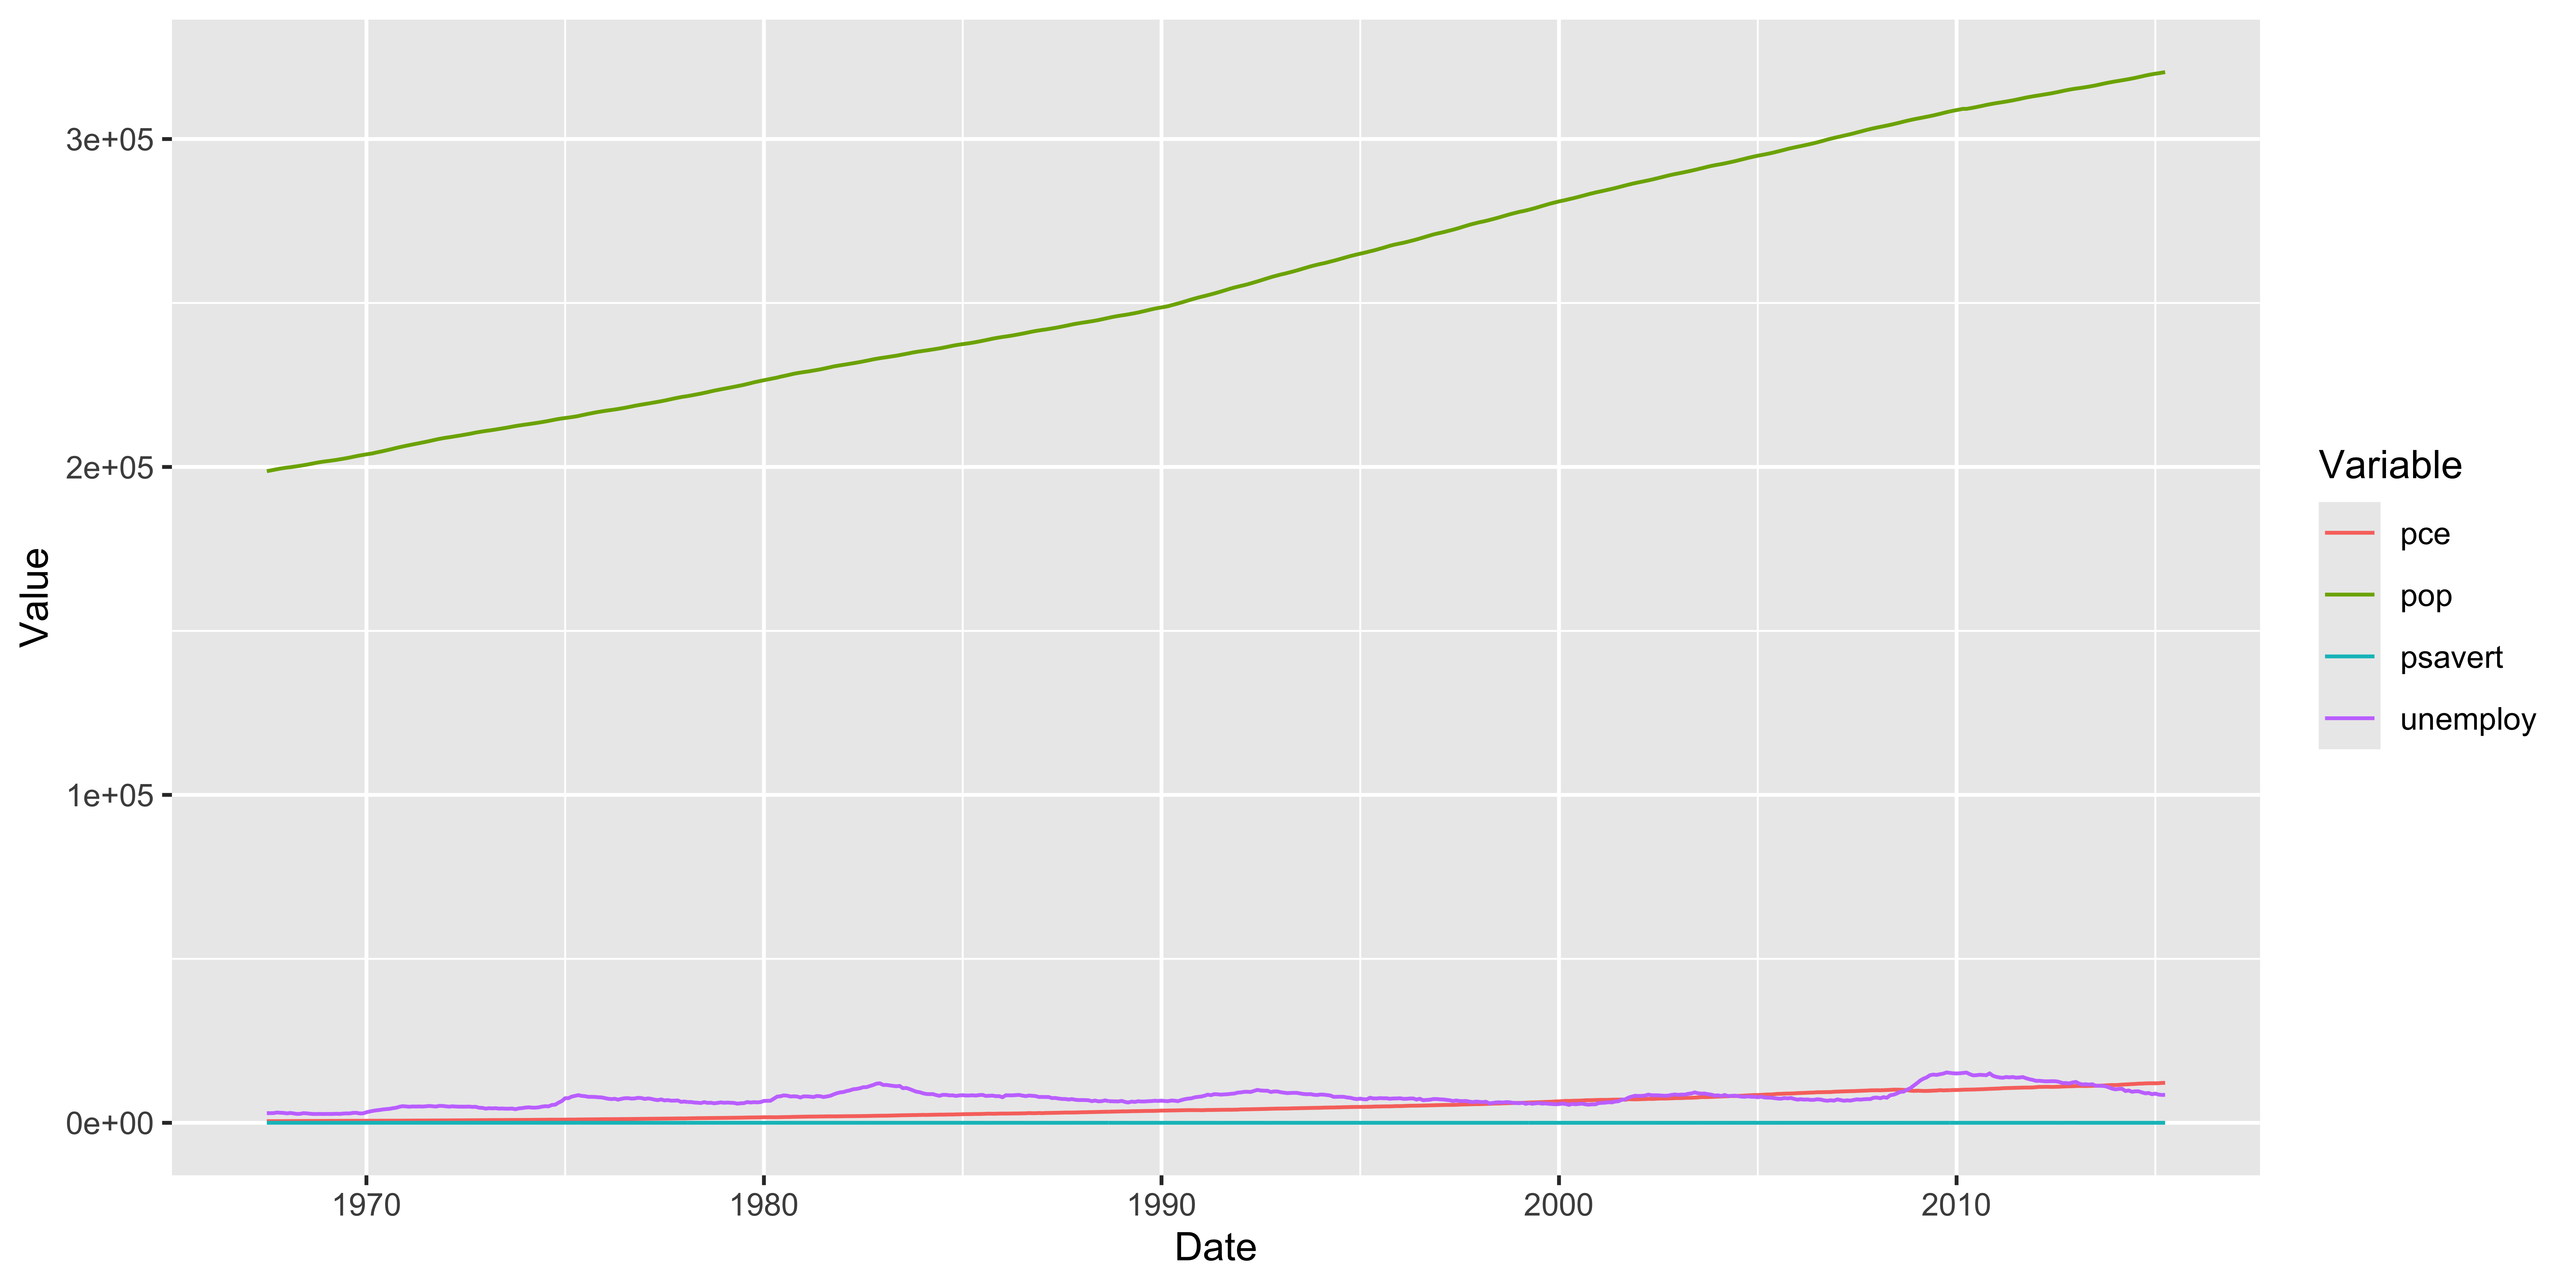 Value
3e+05
2e+05
1e+05
0e+00
1970 1980 1990 2000 2010
Date
Variable
pce
pop
psavert
unemploy